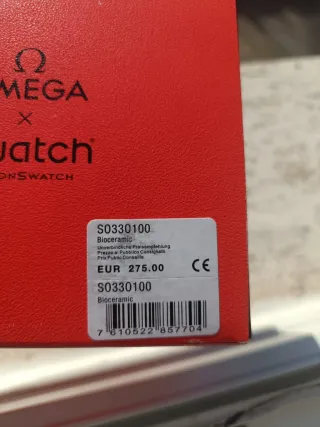 Ω
MEGA
×
watch®
ONSWATCH
S0330100
Bioceramic
Unverbindliche Preisempfehlung
Prezzo al Pubblico Consigliato
Prix Public Conseillé
EUR 275.00 CE
S0330100
Bioceramic
7 610522 857704